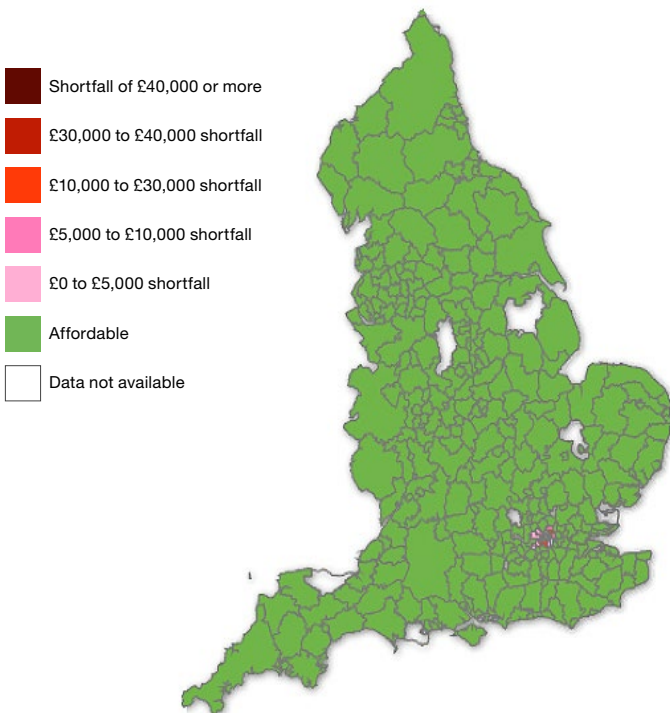 Shortfall of £40,000 or more
£30,000 to £40,000 shortfall
£10,000 to £30,000 shortfall
£5,000 to £10,000 shortfall
£0 to £5,000 shortfall
Affordable
Data not available